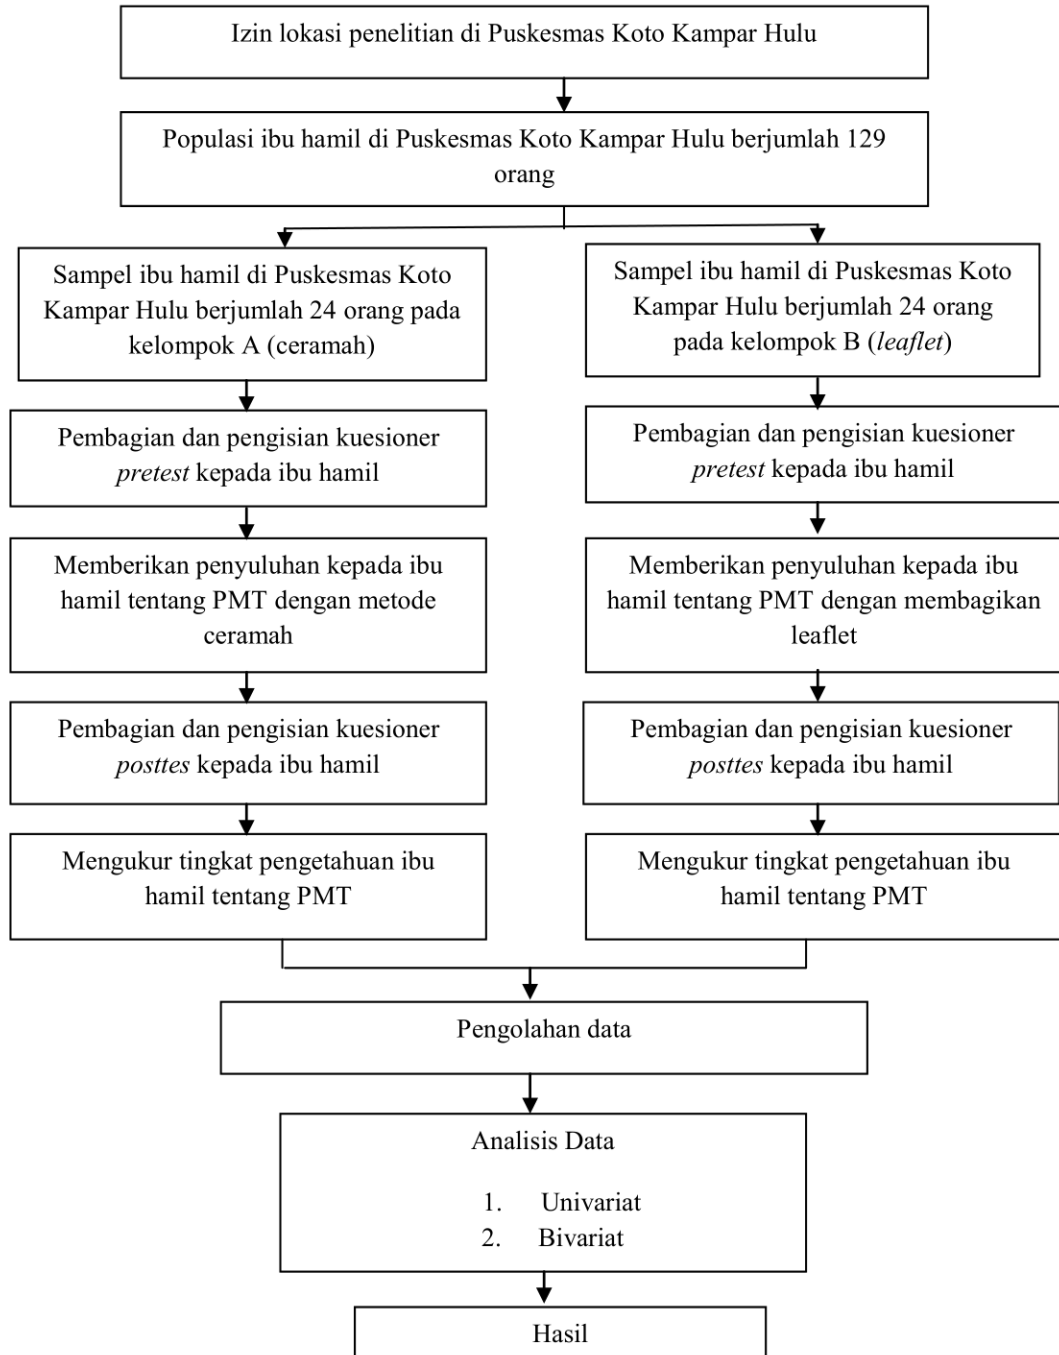 Izin lokasi penelitian di Puskesmas Koto Kampar Hulu
Populasi ibu hamil di Puskesmas Koto Kampar Hulu berjumlah 129
orang
Sampel ibu hamil di Puskesmas Koto
Kampar Hulu berjumlah 24 orang pada
kelompok A (ceramah)
Sampel ibu hamil di Puskesmas Koto
Kampar Hulu berjumlah 24 orang
pada kelompok B (leaflet)
Pembagian dan pengisian kuesioner
pretest kepada ibu hamil
Pembagian dan pengisian kuesioner
pretest kepada ibu hamil
Memberikan penyuluhan kepada ibu
hamil tentang PMT dengan metode
ceramah
Memberikan penyuluhan kepada ibu
hamil tentang PMT dengan membagikan
leaflet
Pembagian dan pengisian kuesioner
posttes kepada ibu hamil
Pembagian dan pengisian kuesioner
posttes kepada ibu hamil
Mengukur tingkat pengetahuan ibu
hamil tentang PMT
Mengukur tingkat pengetahuan ibu
hamil tentang PMT
Pengolahan data
Analisis Data
1. Univariat
2. Bivariat
Hasil